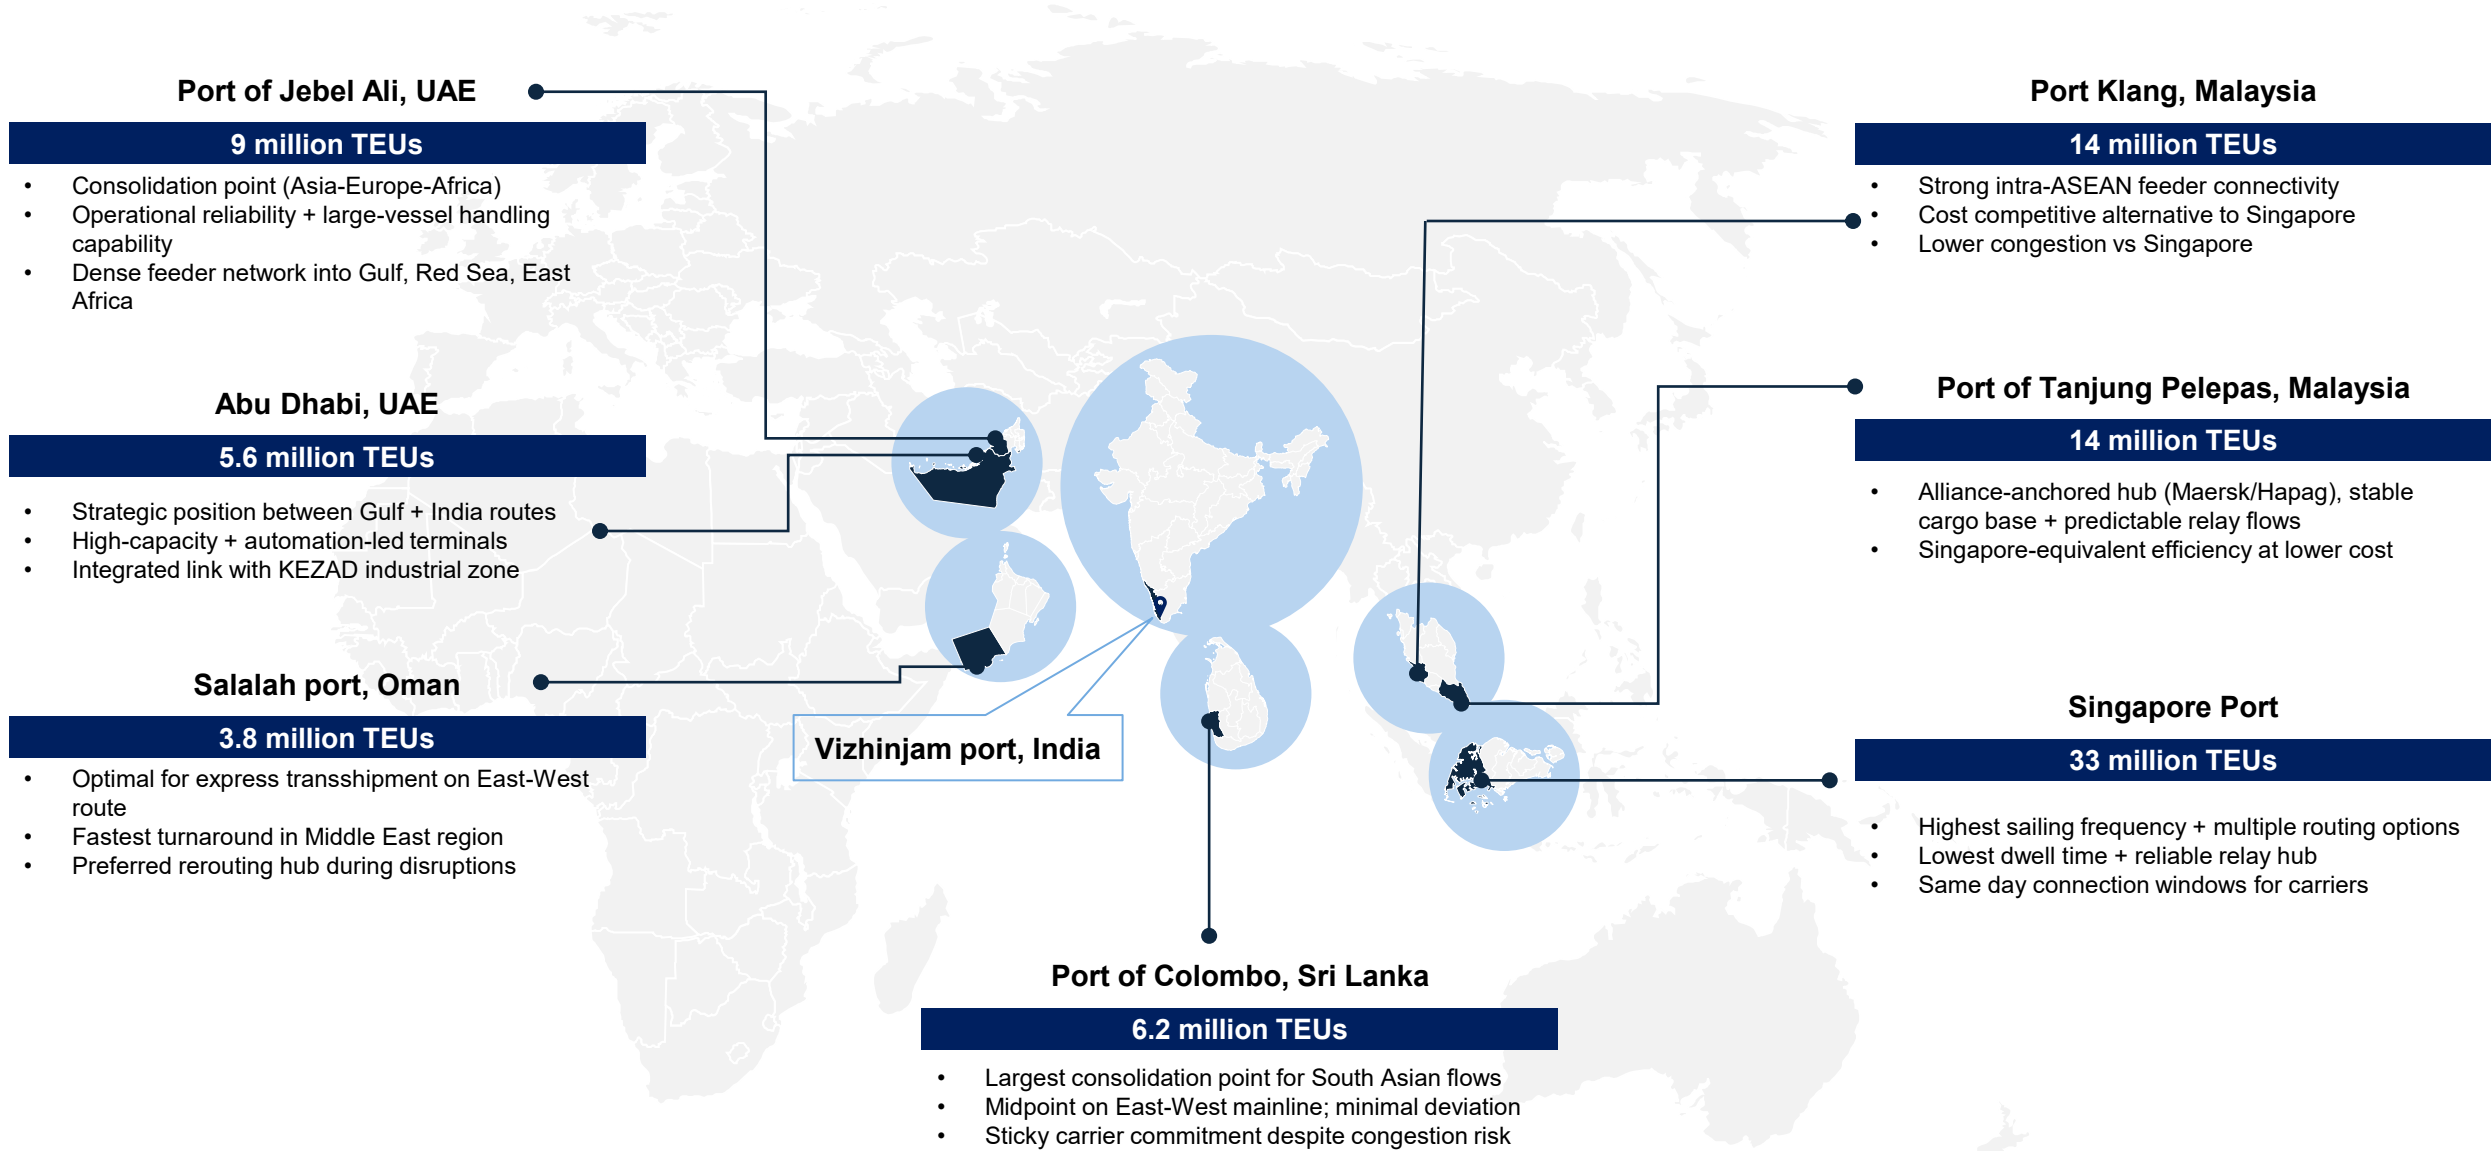 Port of Jebel Ali, UAE
9 million TEUs
• Consolidation point (Asia-Europe-Africa)
• Operational reliability + large-vessel handling
capability
• Dense feeder network into Gulf, Red Sea, East
Africa
Abu Dhabi, UAE
5.6 million TEUs
• Strategic position between Gulf + India routes
• High-capacity + automation-led terminals
• Integrated link with KEZAD industrial zone
Salalah port, Oman
3.8 million TEUs
• Optimal for express transshipment on East-West
route
• Fastest turnaround in Middle East region
• Preferred rerouting hub during disruptions
Vizhinjam port, India
Port of Colombo, Sri Lanka
6.2 million TEUs
• Largest consolidation point for South Asian flows
• Midpoint on East-West mainline; minimal deviation
• Sticky carrier commitment despite congestion risk
Port Klang, Malaysia
14 million TEUs
• Strong intra-ASEAN feeder connectivity
• Cost competitive alternative to Singapore
• Lower congestion vs Singapore
Port of Tanjung Pelepas, Malaysia
14 million TEUs
• Alliance-anchored hub (Maersk/Hapag), stable
cargo base + predictable relay flows
• Singapore-equivalent efficiency at lower cost
Singapore Port
33 million TEUs
• Highest sailing frequency + multiple routing options
• Lowest dwell time + reliable relay hub
• Same day connection windows for carriers